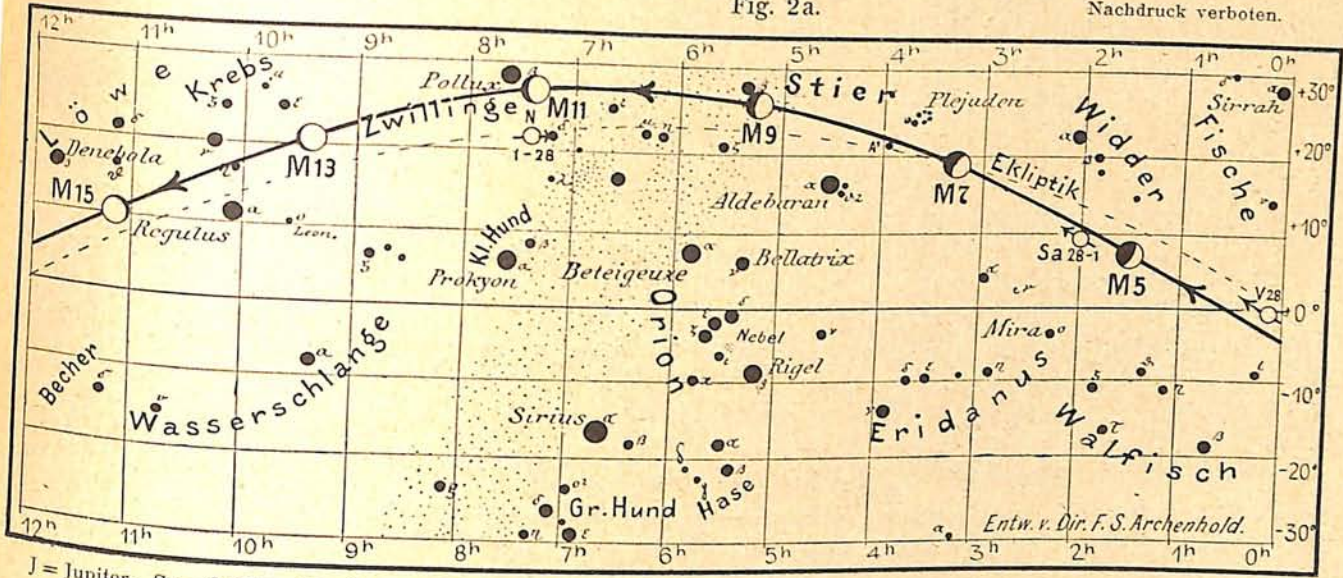 Fig. 2a.
Nachdruck verboten.
12h 11h 10h 9h 8h 7h 6h 5h 4h 3h 2h 1h 0h
Löwe
Krebs
Pollux
Zwillinge
Stier
Plejaden
Widder
Fische
Sirrah
+30°
M11
M9
N
1-28
M13
Denebola
+20°
M15
M7
Ekliptik
Aldebaran
Regulus
Leon.
+10°
Kl. Hund
Prokyon
Beteigeuze
Bellatrix
Sa 28-1
M5
V28
0°
Orion
Nebel
Mira
Becher
Wasserschlange
Rigel
-10°
Eridanus
Walfisch
Sirius
-20°
Gr. Hund
Hase
Entw. v. Dir. F. S. Archenhold.
-30°
12h 11h 10h 9h 8h 7h 6h 5h 4h 3h 2h 1h 0h
J = Jupiter